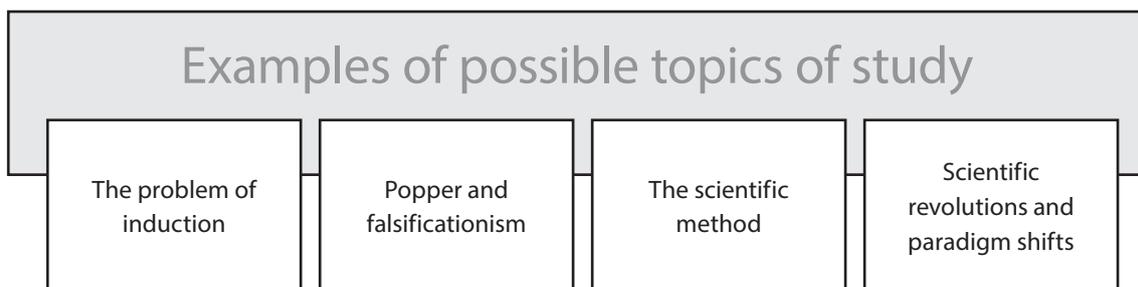 Examples of possible topics of study
The problem of
induction
Popper and
falsificationism
The scientific
method
Scientific
revolutions and
paradigm shifts